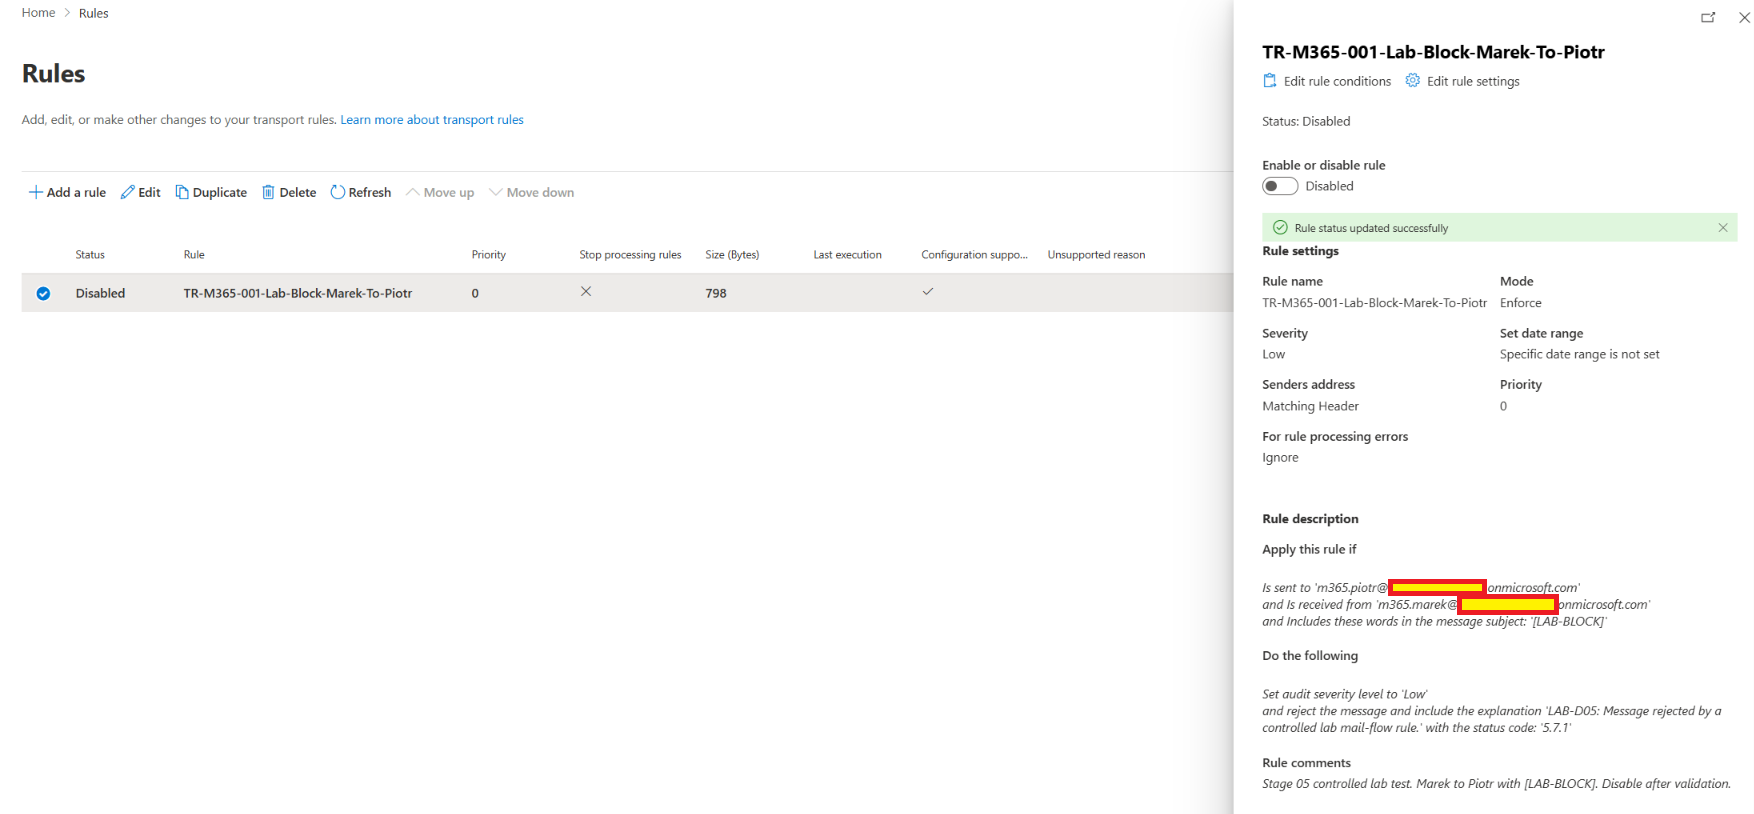 Home > Rules
Rules
Add, edit, or make other changes to your transport rules. Learn more about transport rules
Add a rule Edit Duplicate Delete Refresh Move up Move down
Status Rule Priority Stop processing rules Size (Bytes) Last execution Configuration suppo... Unsupported reason
Disabled TR-M365-001-Lab-Block-Marek-To-Piotr 0 798
TR-M365-001-Lab-Block-Marek-To-Piotr
Edit rule conditions Edit rule settings
Status: Disabled
Enable or disable rule
Disabled
Rule status updated successfully
Rule settings
Rule name Mode
TR-M365-001-Lab-Block-Marek-To-Piotr Enforce
Severity Set date range
Low Specific date range is not set
Senders address Priority
Matching Header 0
For rule processing errors
Ignore
Rule description
Apply this rule if
Is sent to 'm365.piotr@ onmicrosoft.com'
and Is received from 'm365.marek@ onmicrosoft.com'
and Includes these words in the message subject: '[LAB-BLOCK]'
Do the following
Set audit severity level to 'Low'
and reject the message and include the explanation 'LAB-D05: Message rejected by a
controlled lab mail-flow rule.' with the status code: '5.7.1'
Rule comments
Stage 05 controlled lab test. Marek to Piotr with [LAB-BLOCK]. Disable after validation.